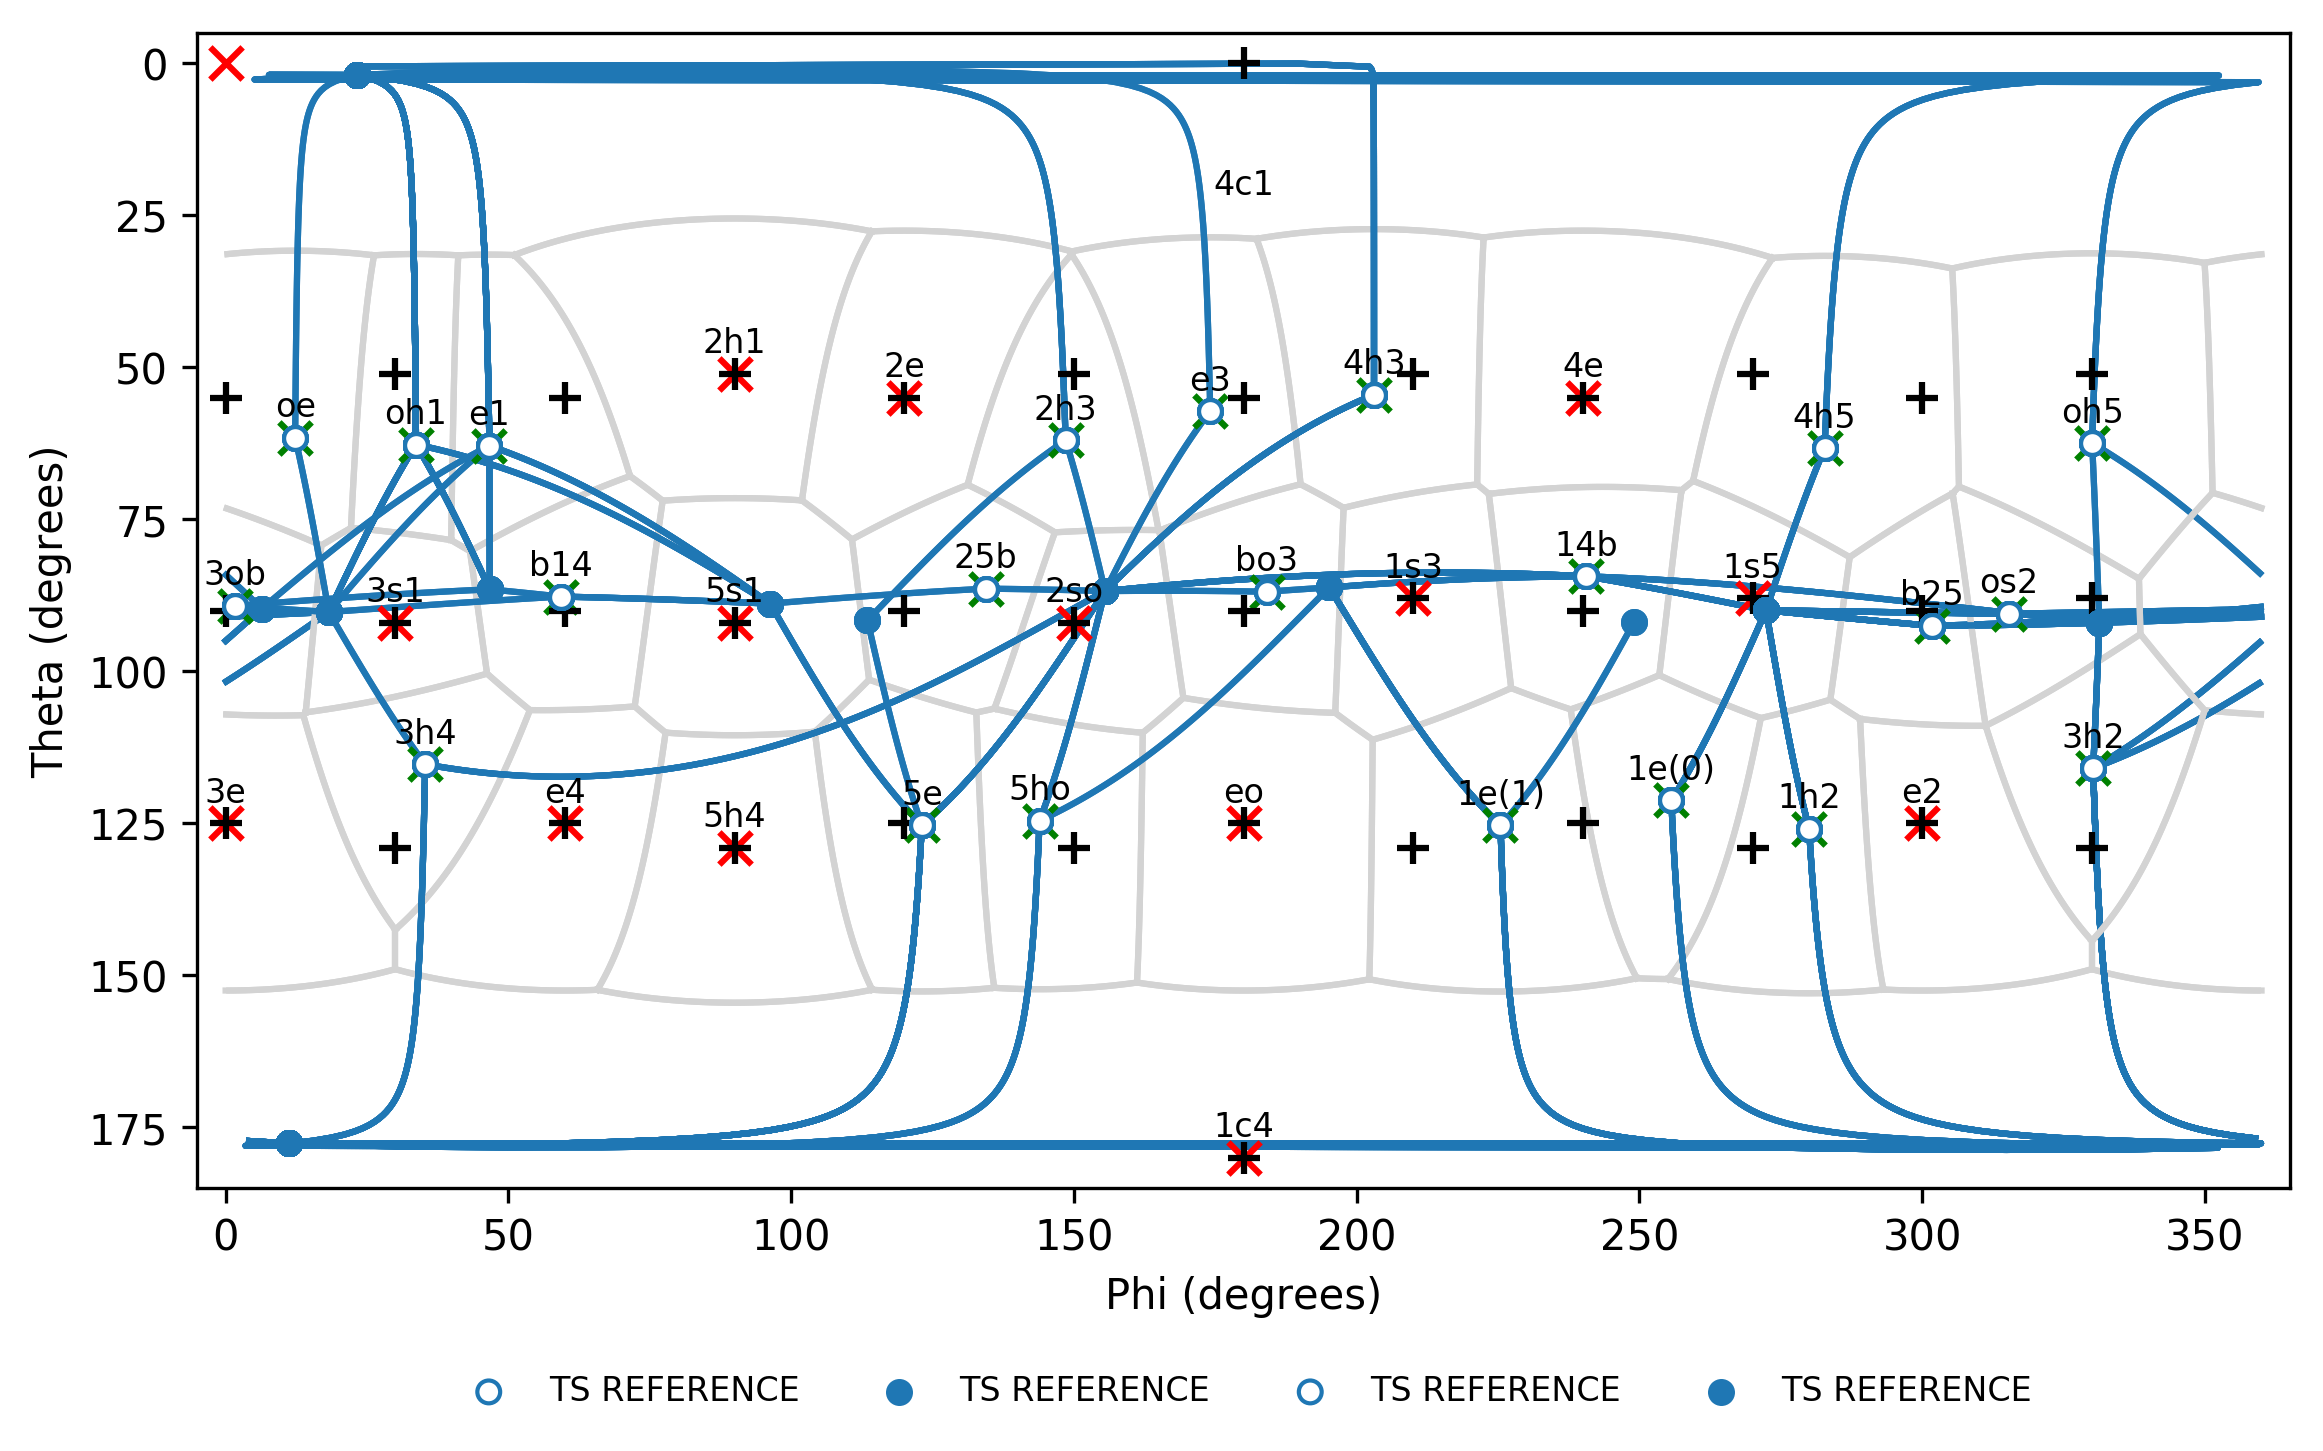 0
4c1
25
2h1
2e
4h3
4e
e3
50
oe
oh1
e1
2h3
4h5
oh5
75
3ob
b14
25b
bo3
14b
3s1
5s1
2so
1s3
1s5
b25
os2
Theta (degrees)
100
3h4
3h2
3e
e4
5h4
5e
5ho
eo
1e(1)
1e(0)
1h2
e2
125
150
175
1c4
0 50 100 150 200 250 300 350
Phi (degrees)
TS REFERENCE TS REFERENCE TS REFERENCE TS REFERENCE